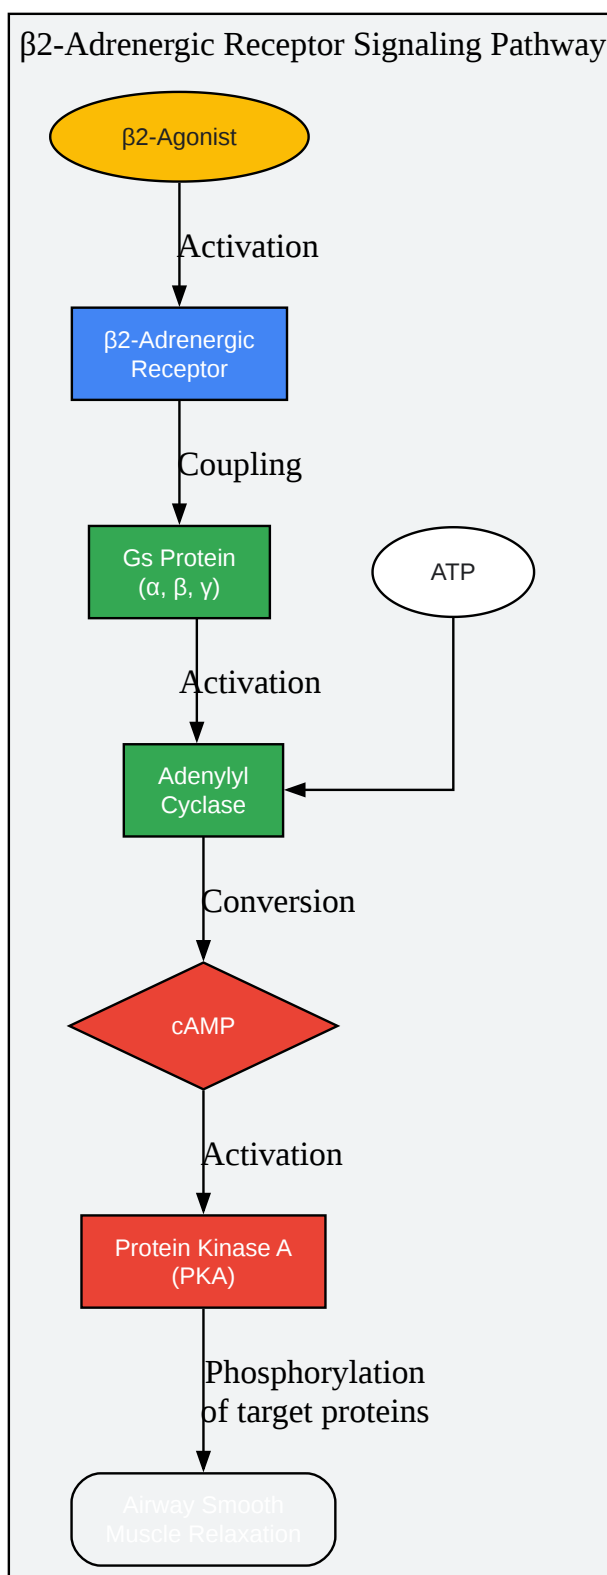 β2-Adrenergic Receptor Signaling Pathway
β2-Agonist
Activation
β2-Adrenergic
Receptor
Coupling
Gs Protein
(α, β, γ)
ATP
Activation
Adenylyl
Cyclase
Conversion
cAMP
Activation
Protein Kinase A
(PKA)
Phosphorylation
of target proteins
Airway Smooth
Muscle Relaxation